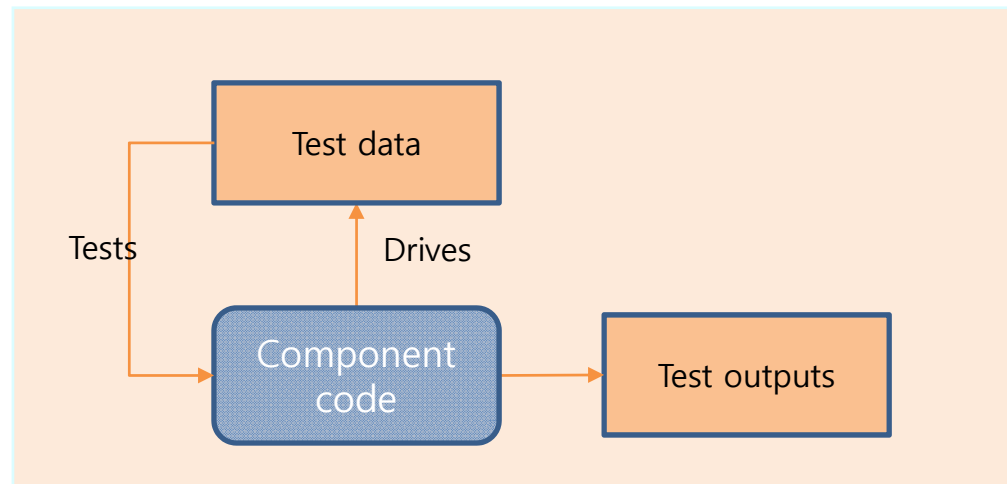 Test data
Tests
Drives
Component
code
Test outputs